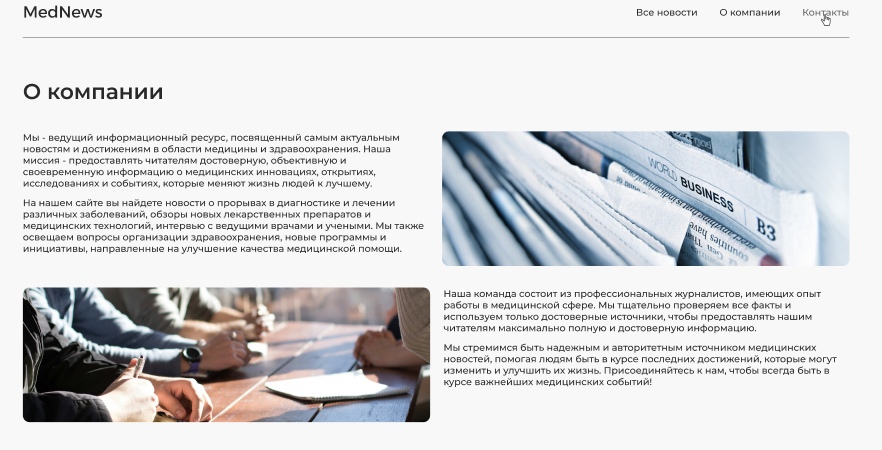 MedNews
Все новости
О компании
Контакты
О компании
Мы - ведущий информационный ресурс, посвященный самым актуальным
новостям и достижениям в области медицины и здравоохранения. Наша
миссия - предоставлять читателям достоверную, объективную и
своевременную информацию о медицинских инновациях, открытиях,
исследованиях и событиях, которые меняют жизнь людей к лучшему.
На нашем сайте вы найдете новости о прорывах в диагностике и лечении
различных заболеваний, обзоры новых лекарственных препаратов и
медицинских технологий, интервью с ведущими врачами и учеными. Мы также
освещаем вопросы организации здравоохранения, новые программы и
инициативы, направленные на улучшение качества медицинской помощи.
WORLD BUSINESS
B3
countries have
Наша команда состоит из профессиональных журналистов, имеющих опыт
работы в медицинской сфере. Мы тщательно проверяем все факты и
используем только достоверные источники, чтобы предоставлять нашим
читателям максимально полную и достоверную информацию.
Мы стремимся быть надежным и авторитетным источником медицинских
новостей, помогая людям быть в курсе последних достижений, которые могут
изменить и улучшить их жизнь. Присоединяйтесь к нам, чтобы всегда быть в
курсе важнейших медицинских событий!